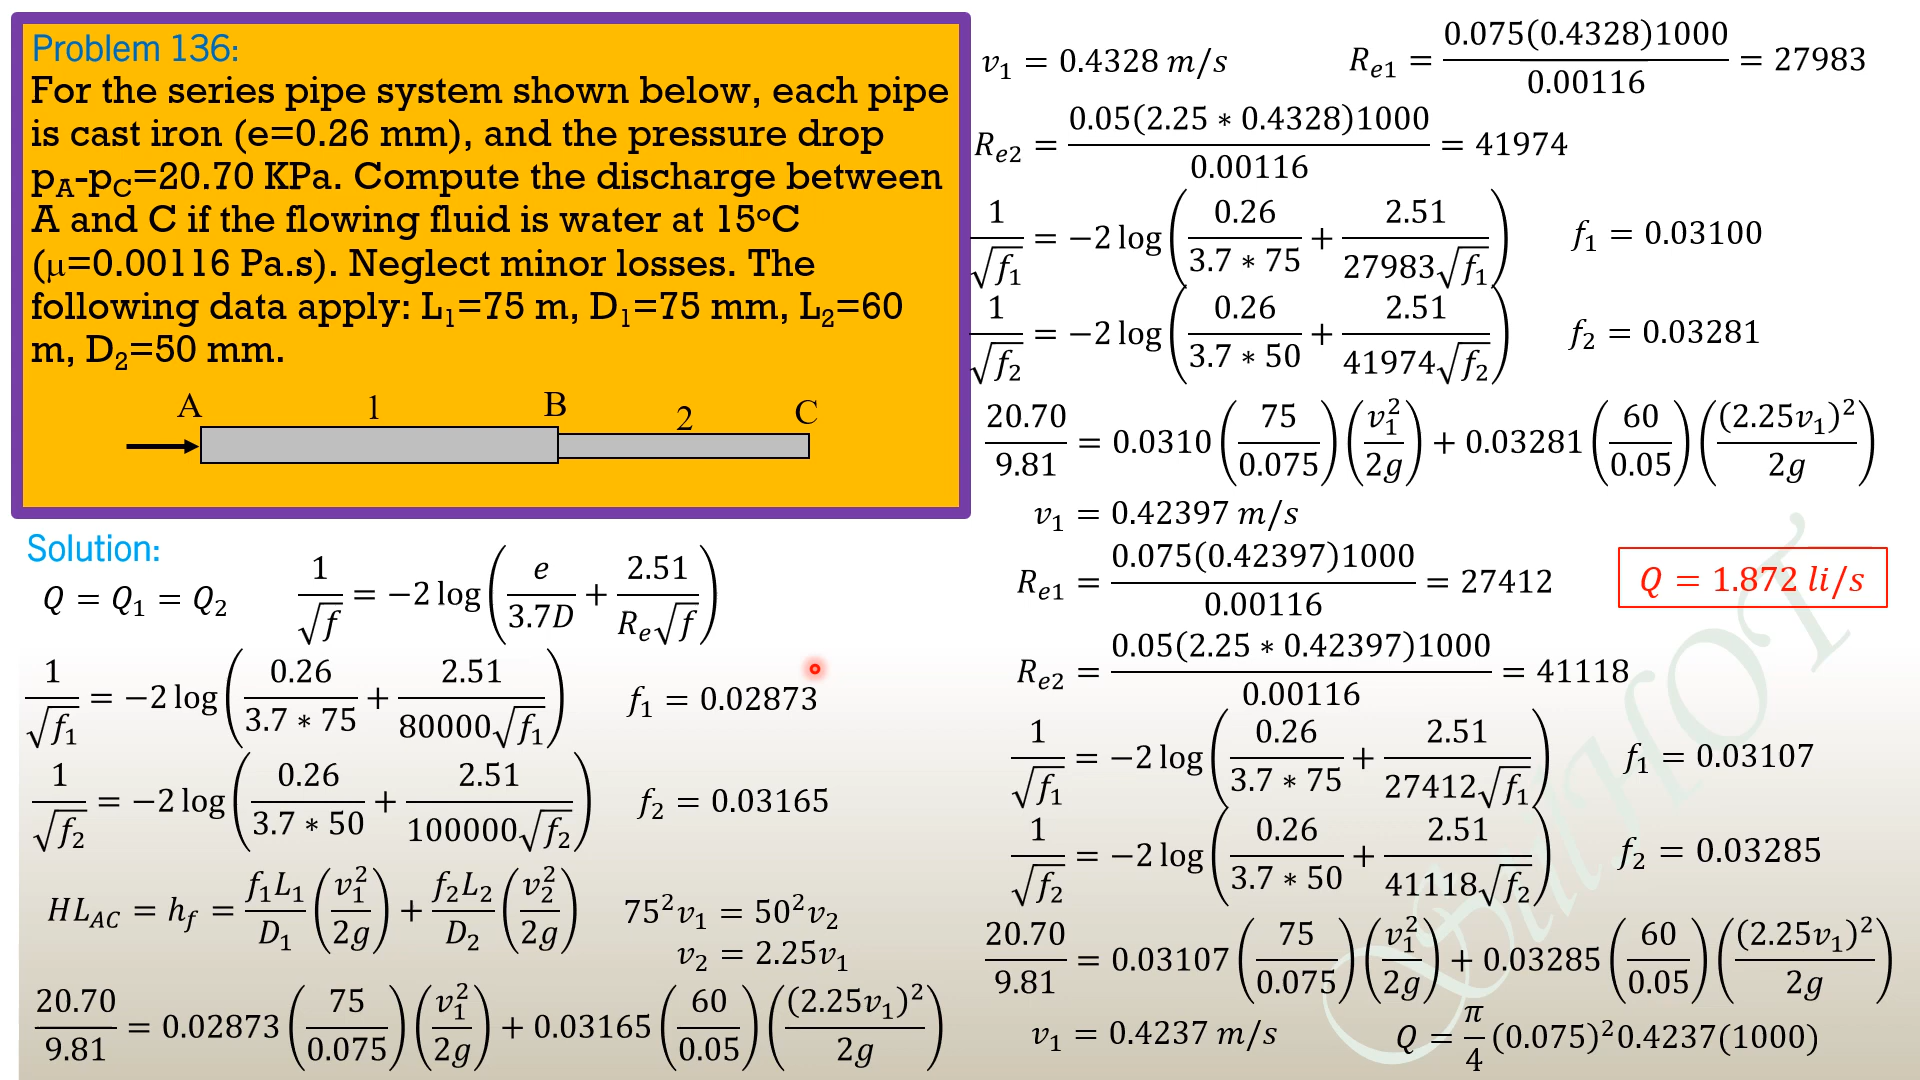 Problem 136:
For the series pipe system shown below, each pipe
is cast iron (e=0.26 mm), and the pressure drop
p_A-p_C=20.70 KPa. Compute the discharge between
A and C if the flowing fluid is water at 15°C
(μ=0.00116 Pa.s). Neglect minor losses. The
following data apply: L₁=75 m, D₁=75 mm, L₂=60
m, D₂=50 mm.
A 1 B 2 C
Solution:
Q = Q₁ = Q₂
1/√f = −2 log(e/3.7D + 2.51/(R_e√f))
1/√f₁ = −2 log(0.26/(3.7 ∗ 75) + 2.51/(80000√f₁))
f₁ = 0.02873
1/√f₂ = −2 log(0.26/(3.7 ∗ 50) + 2.51/(100000√f₂))
f₂ = 0.03165
HL_AC = h_f = f₁L₁/D₁ (v₁²/2g) + f₂L₂/D₂ (v₂²/2g)
75²v₁ = 50²v₂
v₂ = 2.25v₁
20.70/9.81 = 0.02873 (75/0.075)(v₁²/2g) + 0.03165 (60/0.05)((2.25v₁)²/2g)
v₁ = 0.4328 m/s
R_e1 = 0.075(0.4328)1000/0.00116 = 27983
R_e2 = 0.05(2.25 ∗ 0.4328)1000/0.00116 = 41974
1/√f₁ = −2 log(0.26/(3.7 ∗ 75) + 2.51/(27983√f₁))
f₁ = 0.03100
1/√f₂ = −2 log(0.26/(3.7 ∗ 50) + 2.51/(41974√f₂))
f₂ = 0.03281
20.70/9.81 = 0.0310 (75/0.075)(v₁²/2g) + 0.03281 (60/0.05)((2.25v₁)²/2g)
v₁ = 0.42397 m/s
R_e1 = 0.075(0.42397)1000/0.00116 = 27412
Q = 1.872 li/s
R_e2 = 0.05(2.25 ∗ 0.42397)1000/0.00116 = 41118
1/√f₁ = −2 log(0.26/(3.7 ∗ 75) + 2.51/(27412√f₁))
f₁ = 0.03107
1/√f₂ = −2 log(0.26/(3.7 ∗ 50) + 2.51/(41118√f₂))
f₂ = 0.03285
20.70/9.81 = 0.03107 (75/0.075)(v₁²/2g) + 0.03285 (60/0.05)((2.25v₁)²/2g)
v₁ = 0.4237 m/s
Q = π/4 (0.075)²0.4237(1000)